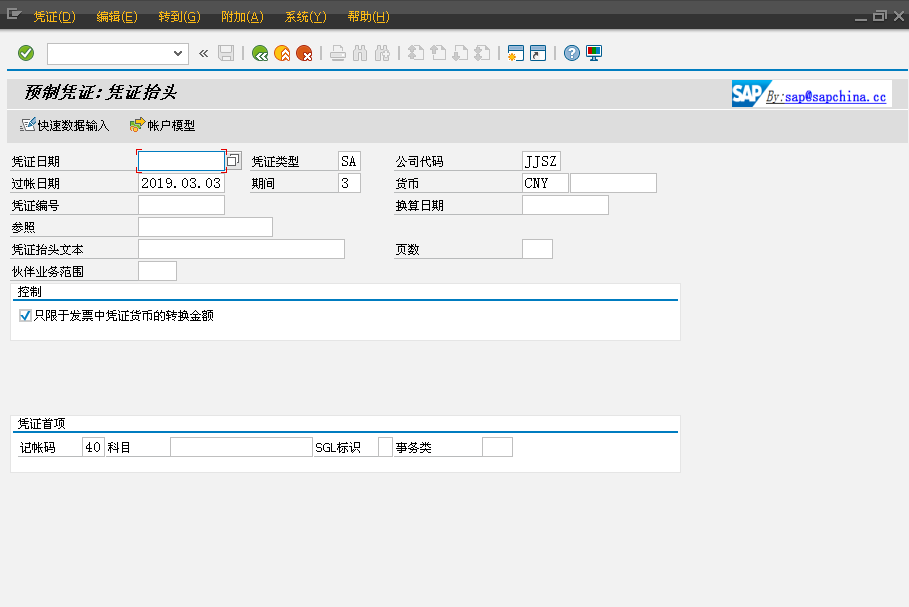 凭证(D) 编辑(E) 转到(G) 附加(A) 系统(Y) 帮助(H)
预制凭证:凭证抬头
SAP By:sap@sapchina.cc
快速数据输入 帐户模型
凭证日期 凭证类型 SA 公司代码 JJSZ
过帐日期 2019.03.03 期间 3 货币 CNY
凭证编号 换算日期
参照
凭证抬头文本 页数
伙伴业务范围
控制
只限于发票中凭证货币的转换金额
凭证首项
记帐码 40 科目 SGL标识 事务类